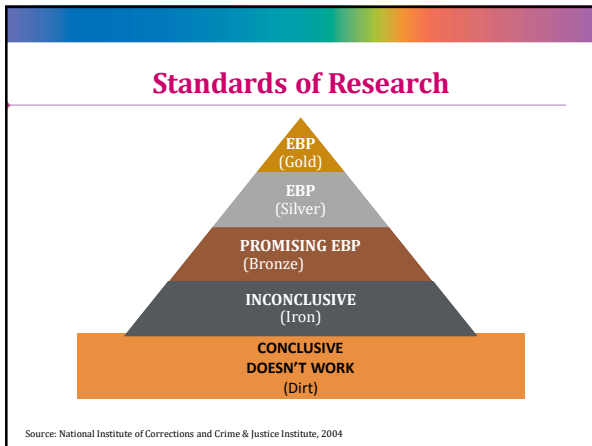 Standards of Research
EBP
(Gold)
EBP
(Silver)
PROMISING EBP
(Bronze)
INCONCLUSIVE
(Iron)
CONCLUSIVE
DOESN'T WORK
(Dirt)
Source: National Institute of Corrections and Crime & Justice Institute, 2004